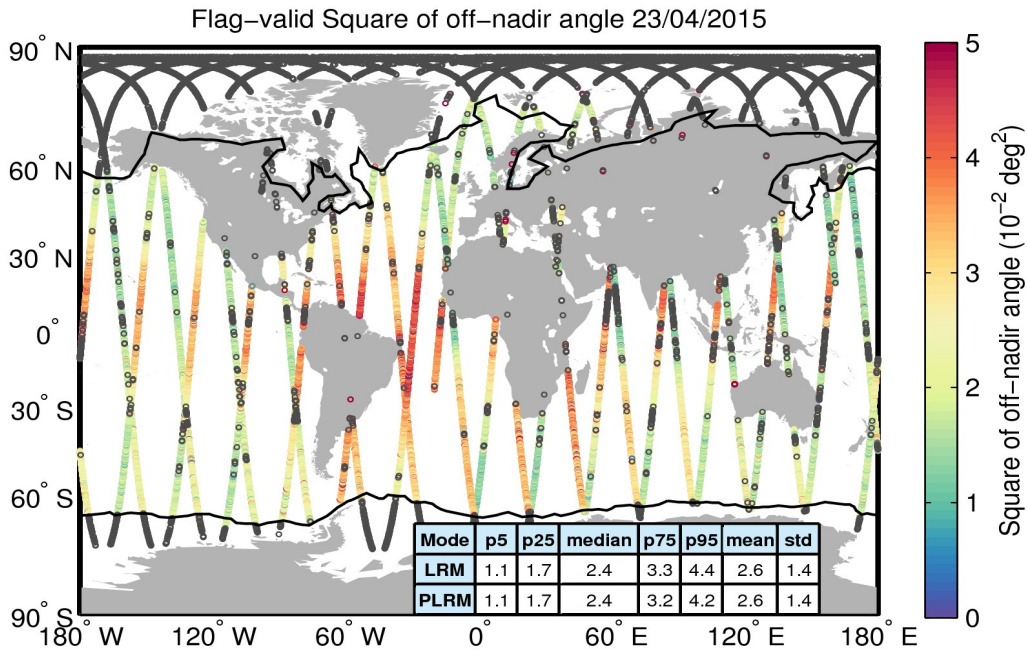 Flag−valid Square of off−nadir angle 23/04/2015
90° N
60° N
30° N
0°
30° S
60° S
90° S
180° W
120° W
60° W
0°
60° E
120° E
180° E
5
4
3
2
1
0
Square of off−nadir angle (10⁻² deg²)
Mode p5 p25 median p75 p95 mean std
LRM 1.1 1.7 2.4 3.3 4.4 2.6 1.4
PLRM 1.1 1.7 2.4 3.2 4.2 2.6 1.4